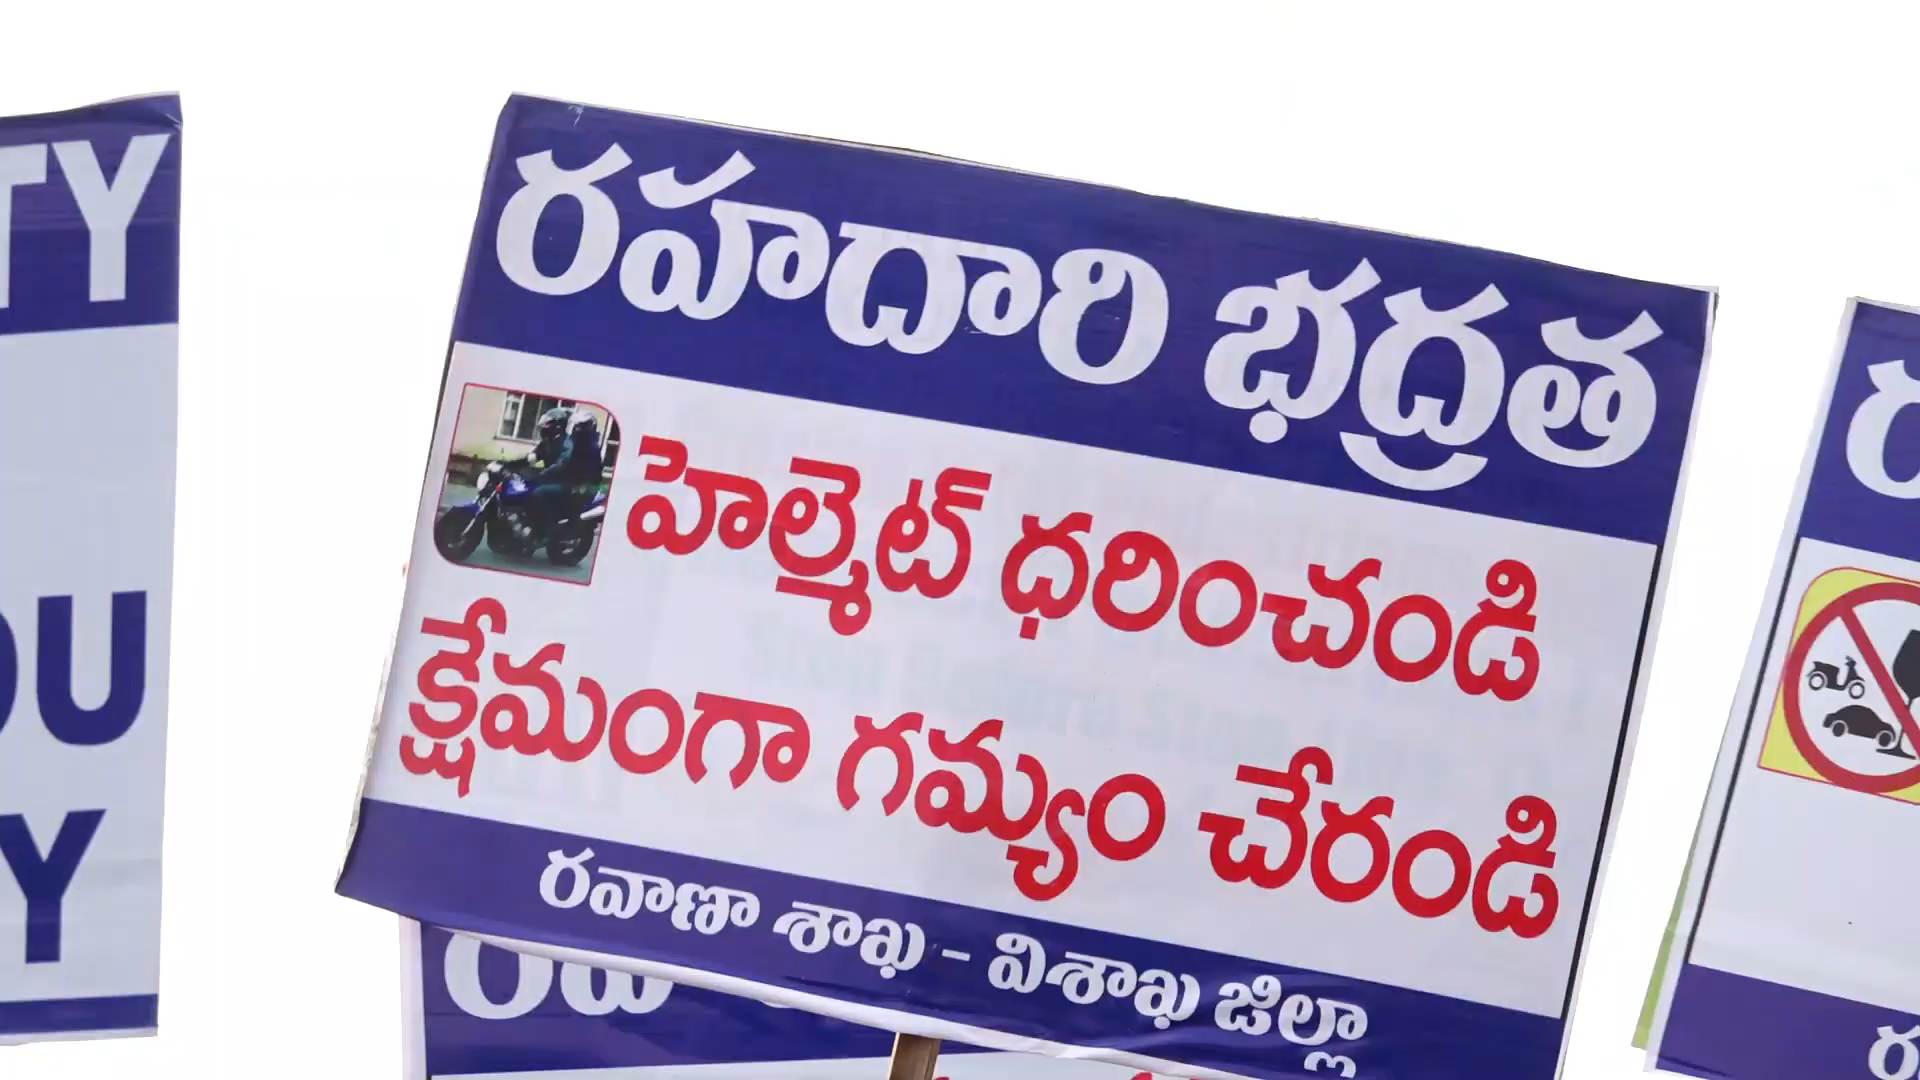 రహదారి భద్రత
హెల్మెట్ ధరించండి
క్షేమంగా గమ్యం చేరండి
రవాణా శాఖ - విశాఖ జిల్లా